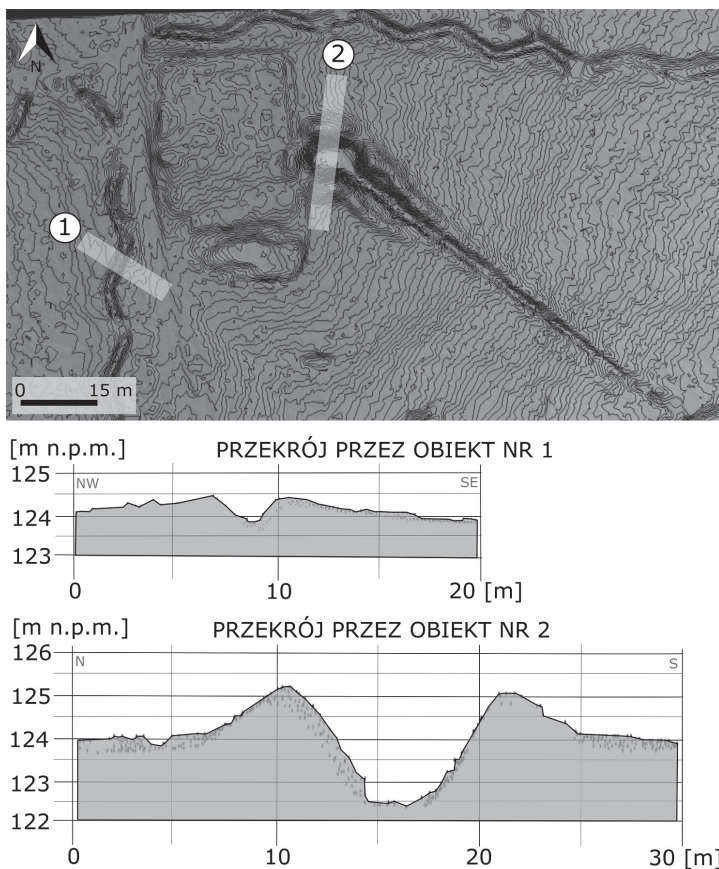 N
2
1
0 15 m
[m n.p.m.] PRZEKRÓJ PRZEZ OBIEKT NR 1
125
NW SE
124
123
0 10 20 [m]
[m n.p.m.] PRZEKRÓJ PRZEZ OBIEKT NR 2
126
N S
125
124
123
122
0 10 20 30 [m]